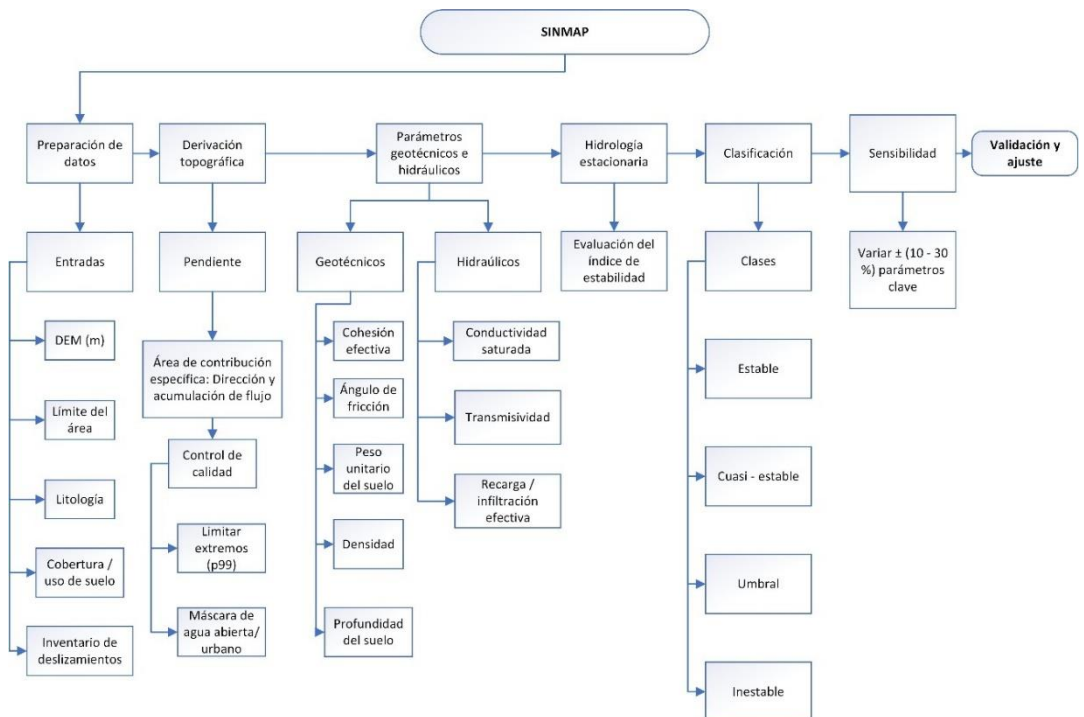 SINMAP
Preparación de
datos
Derivación
topográfica
Parámetros
geotécnicos e
hidráulicos
Hidrología
estacionaria
Clasificación
Sensibilidad
Validación y
ajuste
Entradas
Pendiente
Geotécnicos
Hidraúlicos
Evaluación del
índice de
estabilidad
Clases
Variar ± (10 - 30
%) parámetros
clave
DEM (m)
Límite del
área
Litología
Cobertura /
uso de suelo
Inventario de
deslizamientos
Área de contribución
específica: Dirección y
acumulación de flujo
Control de
calidad
Limitar
extremos
(p99)
Máscara de
agua abierta/
urbano
Cohesión
efectiva
Ángulo de
fricción
Peso
unitario del
suelo
Densidad
Profundidad
del suelo
Conductividad
saturada
Transmisividad
Recarga /
infiltración
efectiva
Estable
Cuasi - estable
Umbral
Inestable